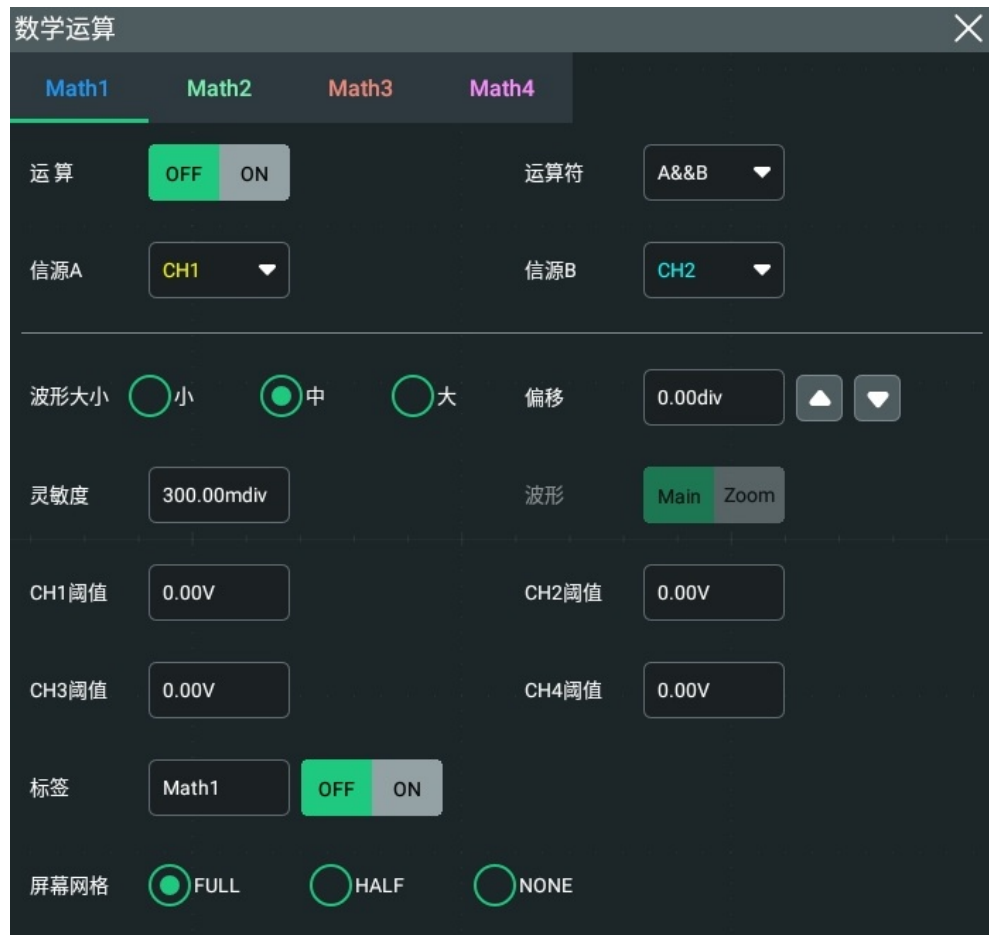 数学运算
Math1 Math2 Math3 Math4
运算 OFF ON 运算符 A&&B
信源A CH1 信源B CH2
波形大小 小 中 大 偏移 0.00div
灵敏度 300.00mdiv 波形 Main Zoom
CH1阈值 0.00V CH2阈值 0.00V
CH3阈值 0.00V CH4阈值 0.00V
标签 Math1 OFF ON
屏幕网格 FULL HALF NONE